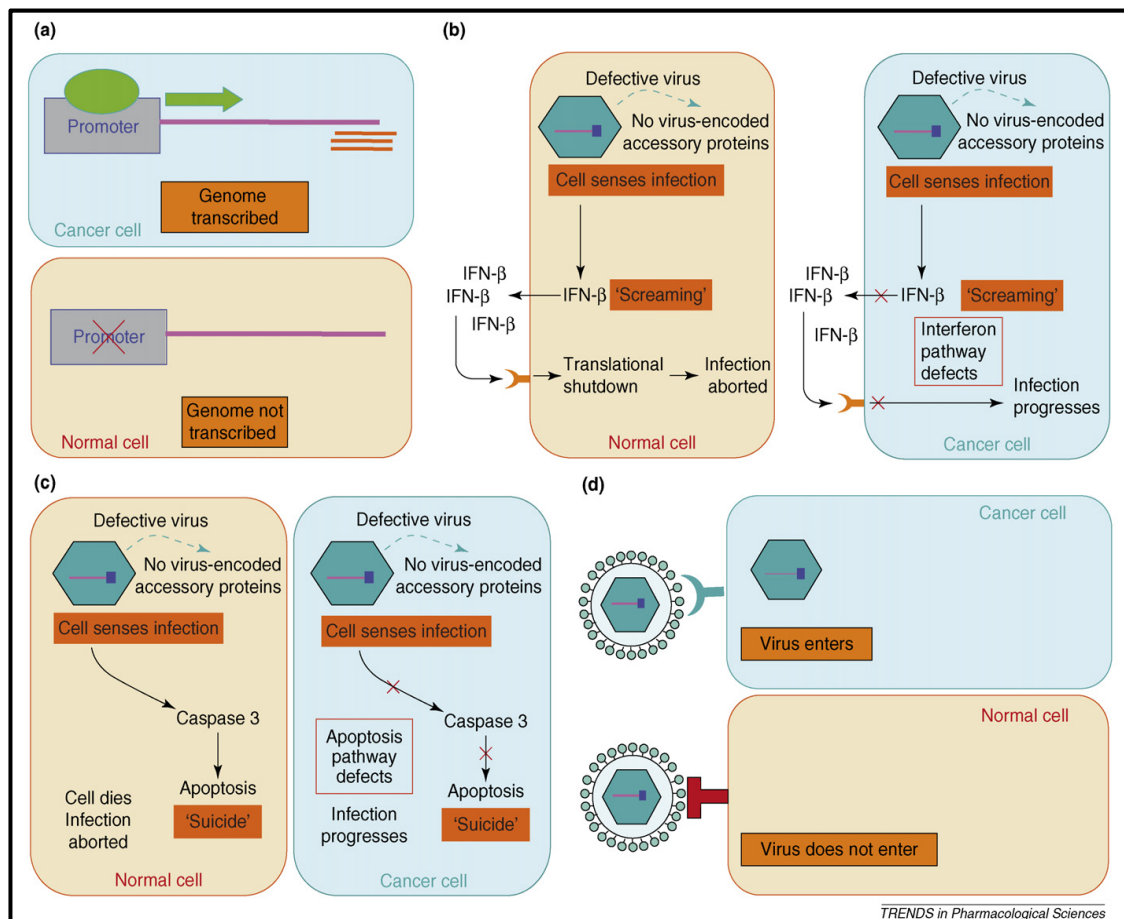 (a)
Promoter
Genome
transcribed
Cancer cell
Promoter
Genome not
transcribed
Normal cell
(b)
Defective virus
No virus-encoded
accessory proteins
Cell senses infection
IFN-β
IFN-β
IFN-β
IFN-β
'Screaming'
Translational
shutdown
Infection
aborted
Normal cell
Defective virus
No virus-encoded
accessory proteins
Cell senses infection
IFN-β
IFN-β
IFN-β
IFN-β
'Screaming'
Interferon
pathway
defects
Infection
progresses
Cancer cell
(c)
Defective virus
No virus-encoded
accessory proteins
Cell senses infection
Caspase 3
Apoptosis
'Suicide'
Cell dies
Infection
aborted
Normal cell
Defective virus
No virus-encoded
accessory proteins
Cell senses infection
Caspase 3
Apoptosis
pathway
defects
Apoptosis
'Suicide'
Infection
progresses
Cancer cell
(d)
Cancer cell
Virus enters
Normal cell
Virus does not enter
TRENDS in Pharmacological Sciences